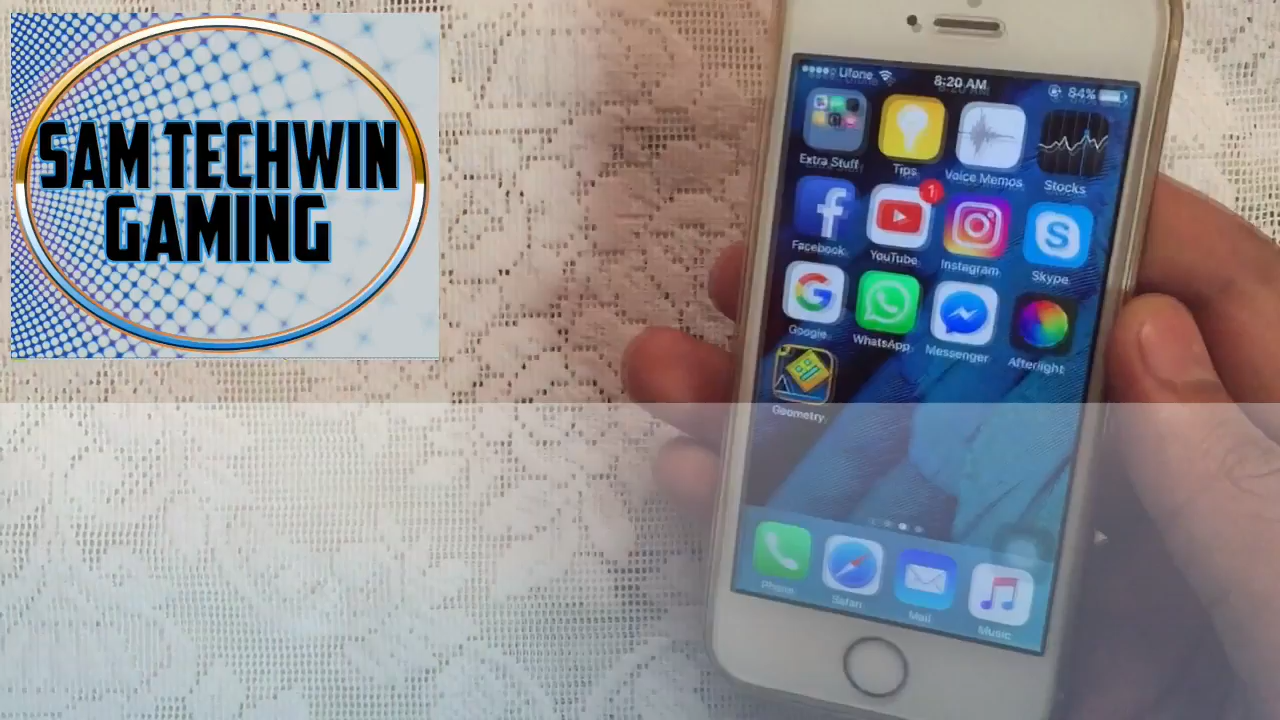 SAM TECHWIN
GAMING
Ufone 8:20 AM 84%
Extra Stuff Tips Voice Memos Stocks
1
Facebook YouTube Instagram Skype
Google WhatsApp Messenger Afterlight
Geometry
Phone Safari Mail Music